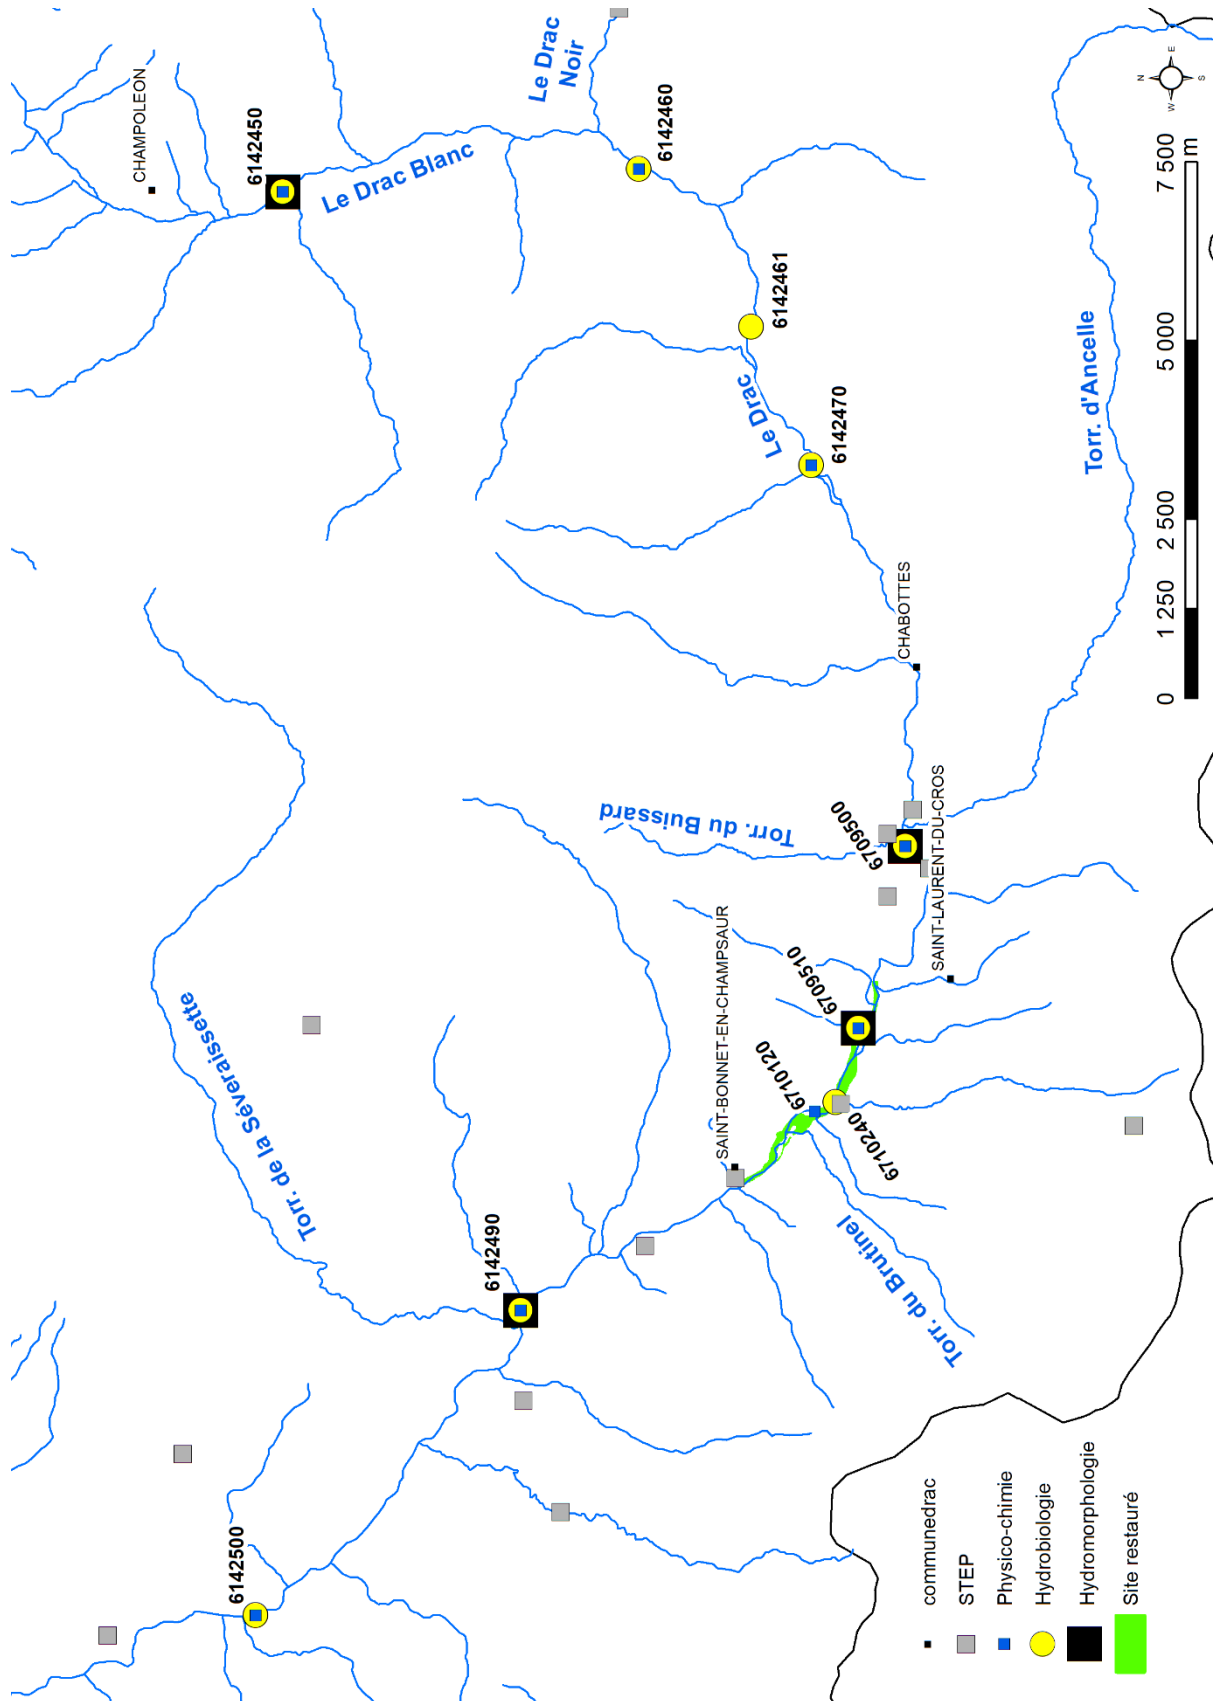 CHAMPOLEON
6142450
Le Drac Blanc
Le Drac
Noir
6142460
6142461
Le Drac
6142470
Torr. d'Ancelle
CHABOTTES
Torr. du Buissard
6709500
SAINT-LAURENT-DU-CROS
SAINT-BONNET-EN-CHAMPSAUR
6709510
6710120
6710240
Torr. du Brutinel
Torr. de la Séveraissette
6142490
6142500
N
W
E
S
0
1 250
2 500
5 000
7 500
m
communedrac
STEP
Physico-chimie
Hydrobiologie
Hydromorphologie
Site restauré